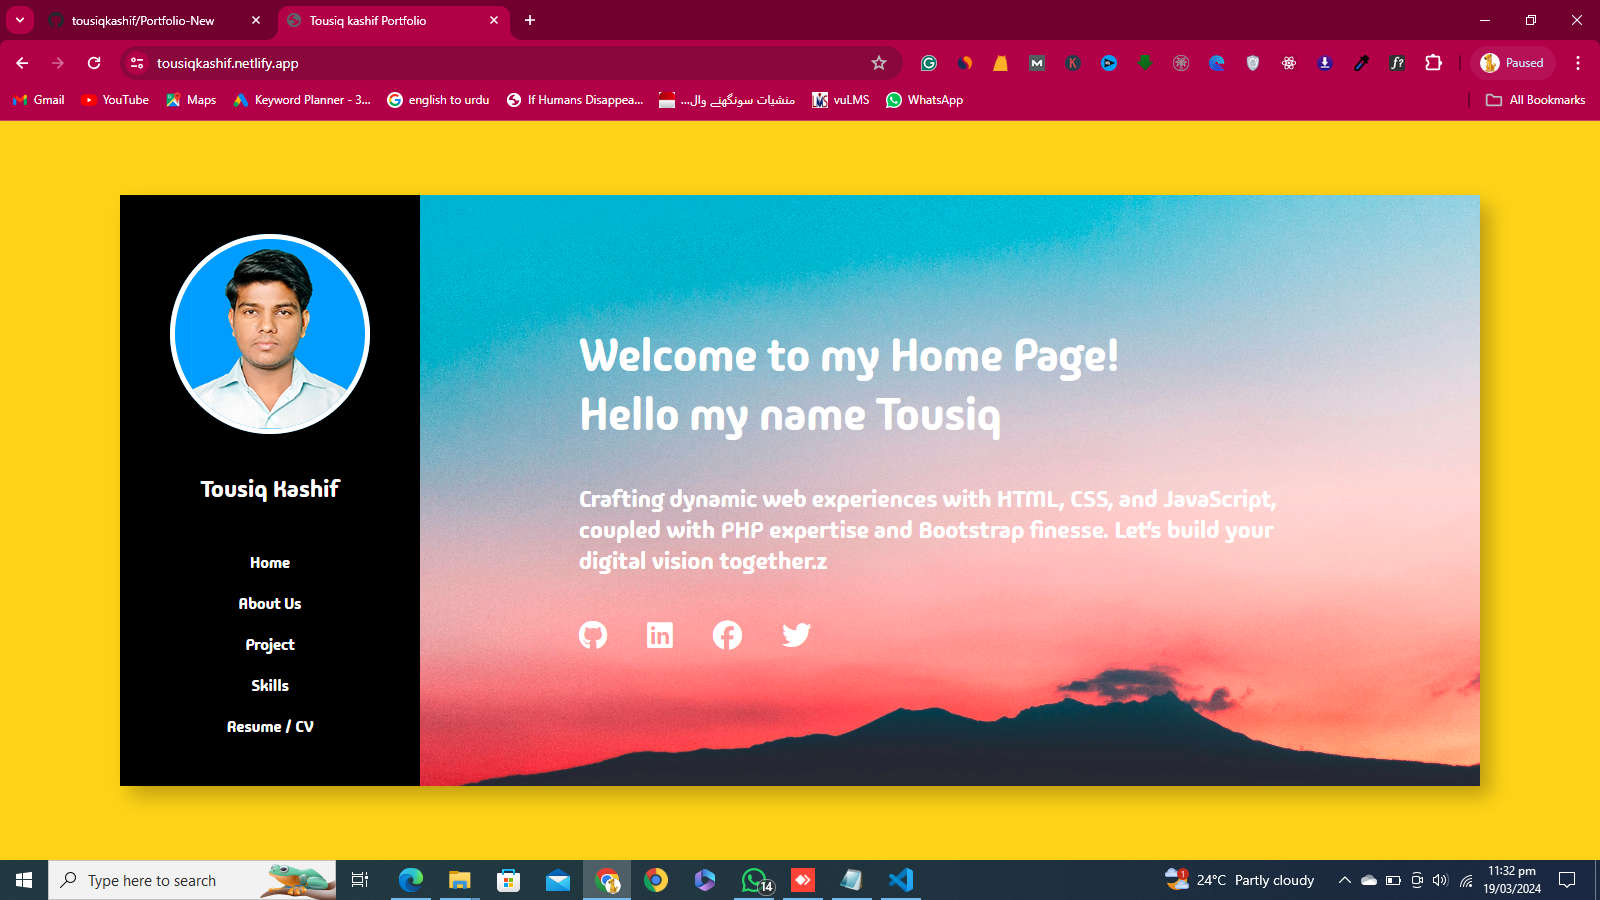 tousiqkashif/Portfolio-New
Tousiq kashif Portfolio
tousiqkashif.netlify.app
Paused
Gmail
YouTube
Maps
Keyword Planner - 3...
english to urdu
If Humans Disappea...
منشیات سونگھنے وال...
vuLMS
WhatsApp
All Bookmarks
Tousiq Kashif
Home
About Us
Project
Skills
Resume / CV
Welcome to my Home Page!
Hello my name Tousiq
Crafting dynamic web experiences with HTML, CSS, and JavaScript,
coupled with PHP expertise and Bootstrap finesse. Let's build your
digital vision together.z
Type here to search
14
1
24°C Partly cloudy
11:32 pm
19/03/2024